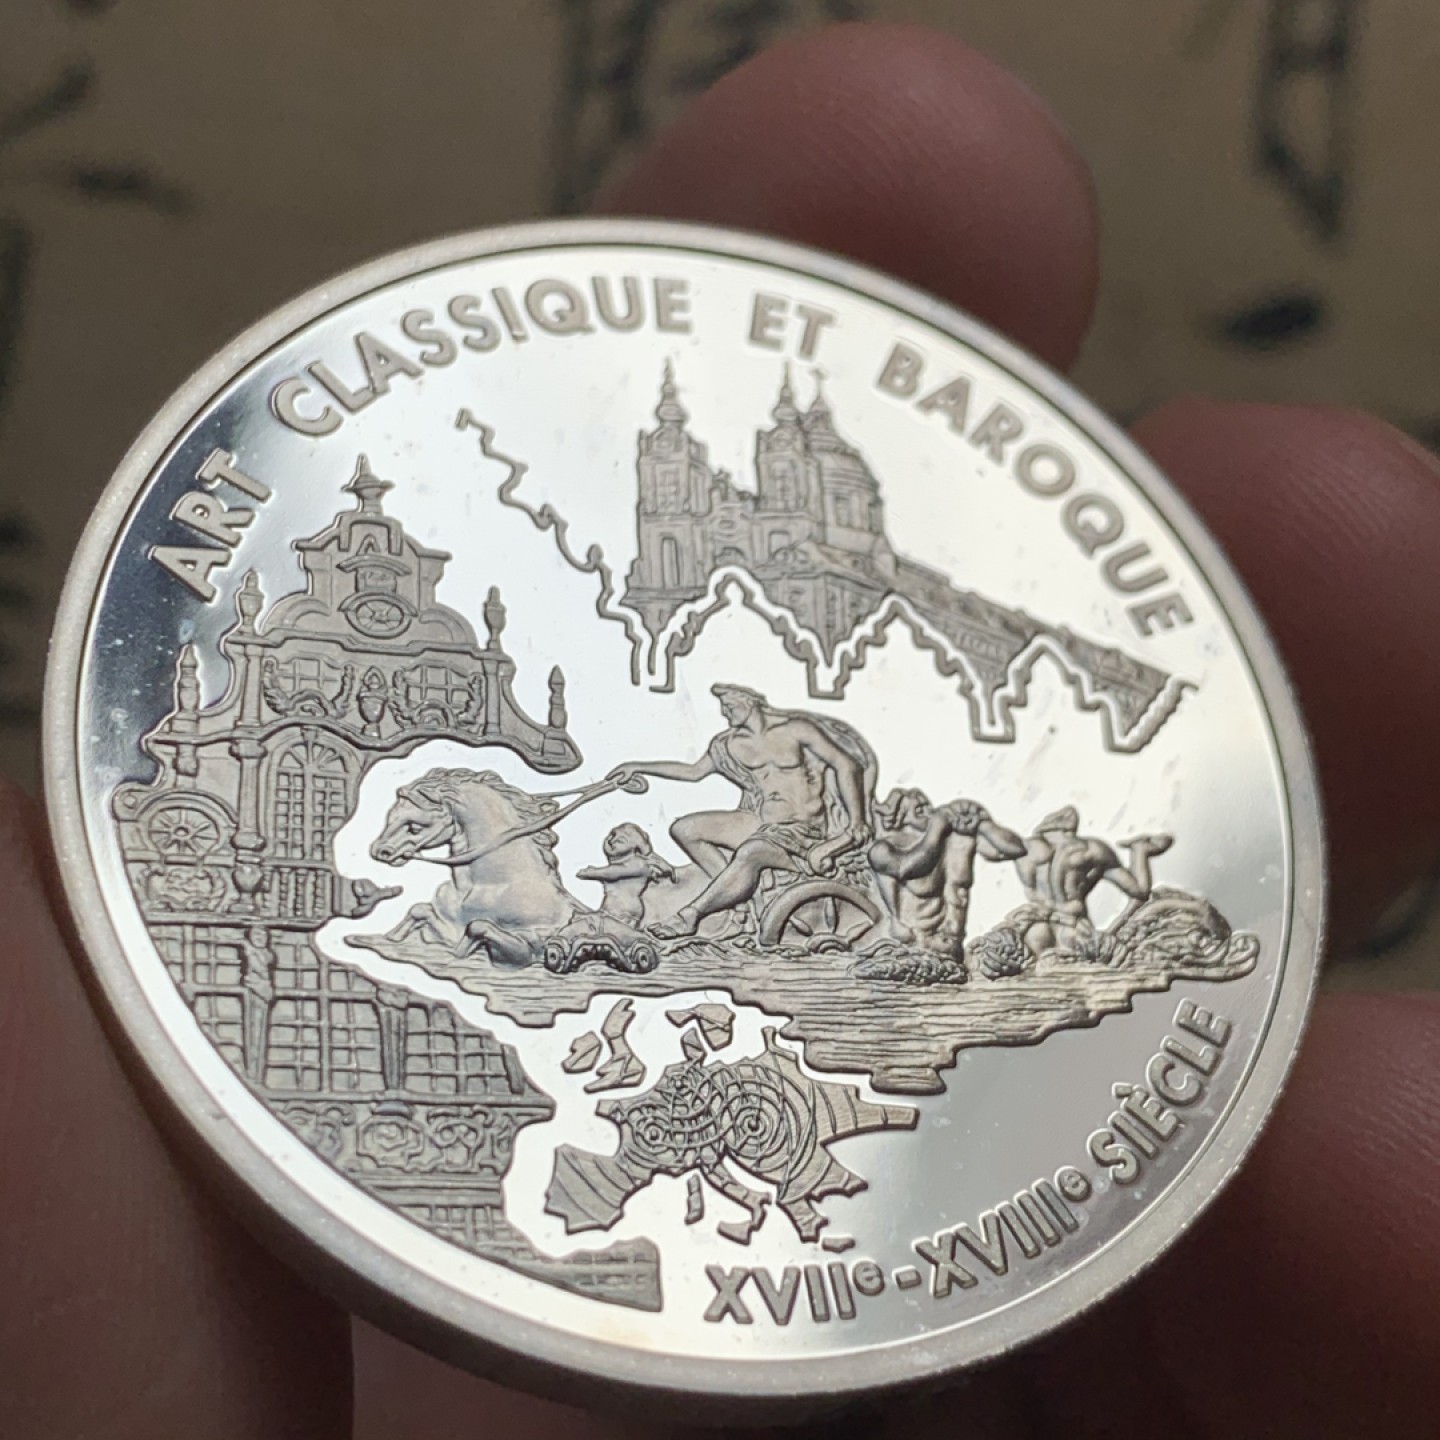 ART CLASSIQUE ET BAROQUE
XVIIe-XVIIIe SIÈCLE